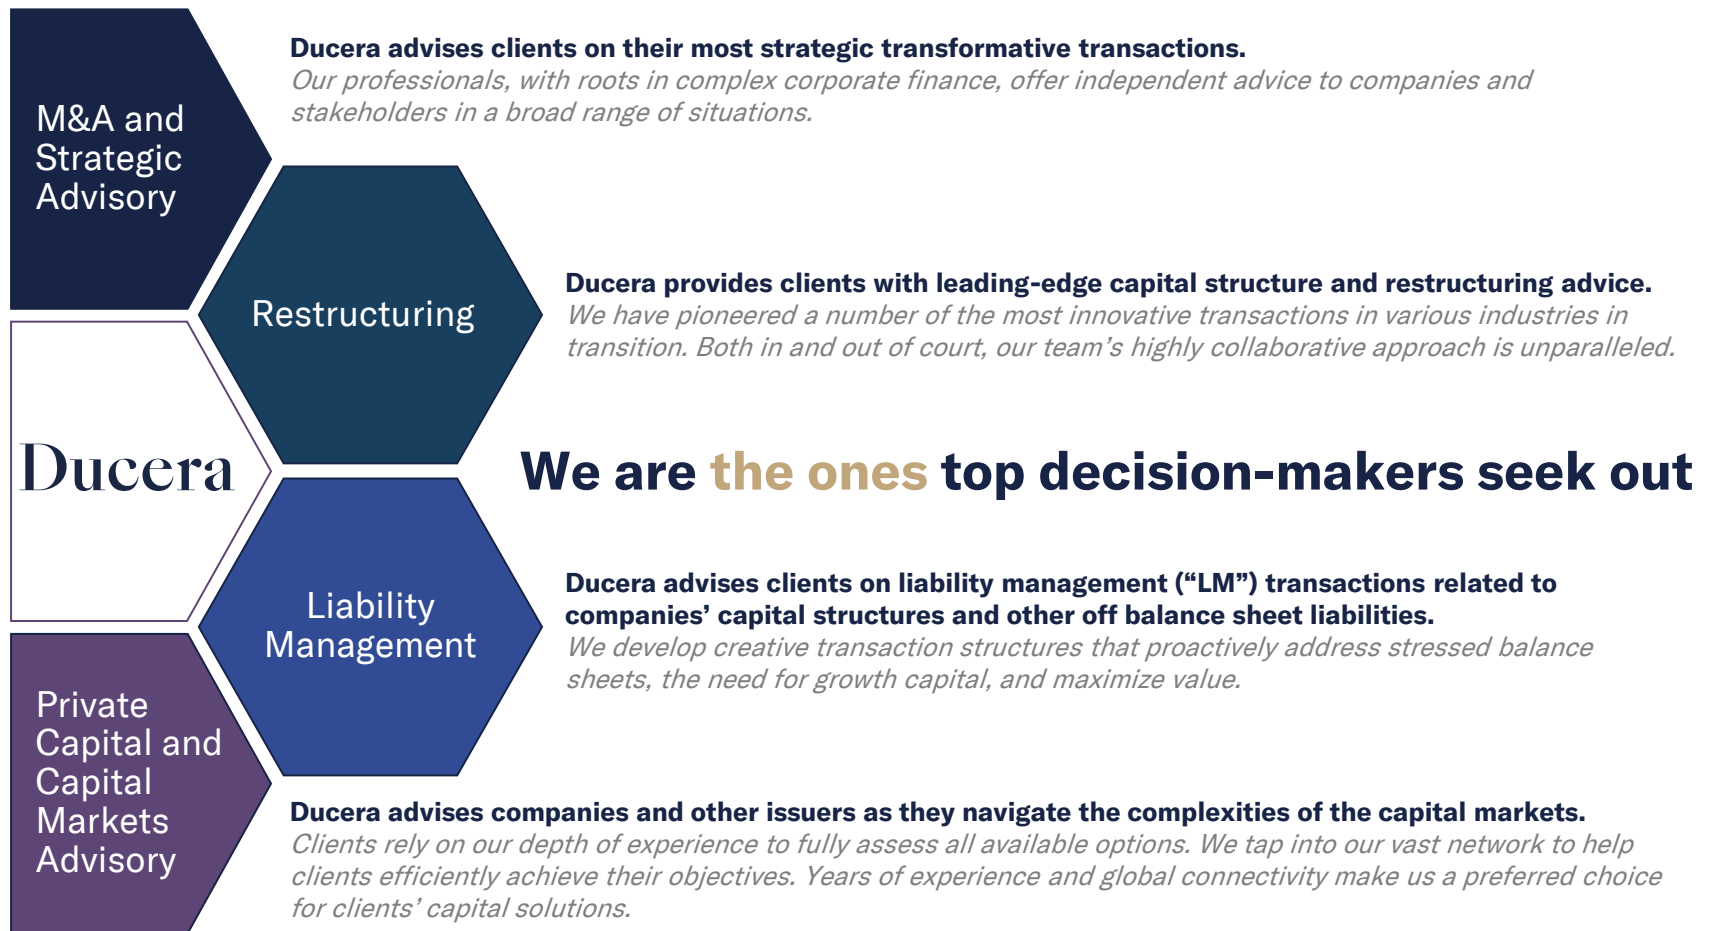 M&A and
Strategic
Advisory
Ducera advises clients on their most strategic transformative transactions.
Our professionals, with roots in complex corporate finance, offer independent advice to companies and
stakeholders in a broad range of situations.
Restructuring
Ducera provides clients with leading-edge capital structure and restructuring advice.
We have pioneered a number of the most innovative transactions in various industries in
transition. Both in and out of court, our team’s highly collaborative approach is unparalleled.
Ducera
We are the ones top decision-makers seek out
Liability
Management
Ducera advises clients on liability management (“LM”) transactions related to
companies’ capital structures and other off balance sheet liabilities.
We develop creative transaction structures that proactively address stressed balance
sheets, the need for growth capital, and maximize value.
Private
Capital and
Capital
Markets
Advisory
Ducera advises companies and other issuers as they navigate the complexities of the capital markets.
Clients rely on our depth of experience to fully assess all available options. We tap into our vast network to help
clients efficiently achieve their objectives. Years of experience and global connectivity make us a preferred choice
for clients’ capital solutions.